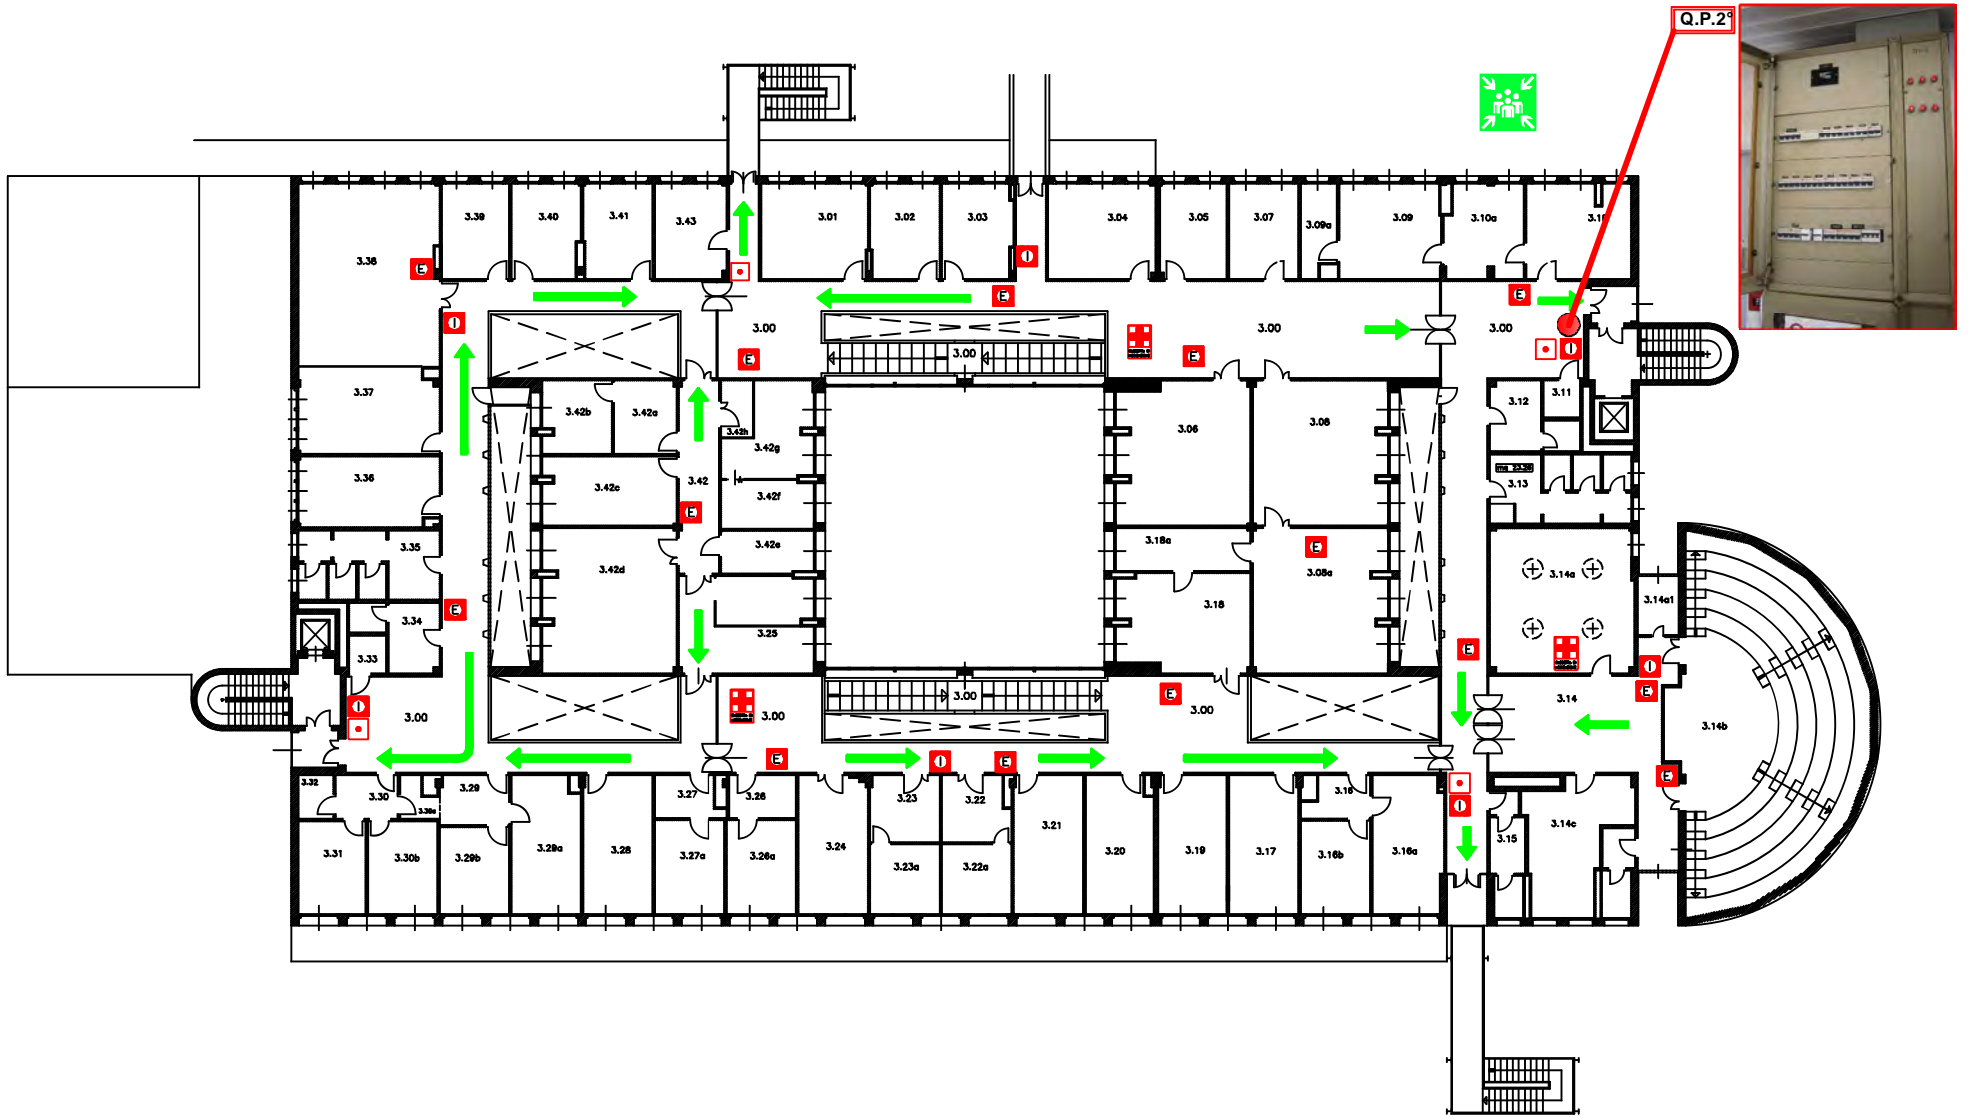 Q.P.2°
3.39
3.40
3.41
3.43
3.01
3.02
3.03
3.04
3.05
3.07
3.09a
3.09
3.10a
3.38
E
I
E
I
E
3.00
E
3.00
3.00
E
E
3.00
I
3.37
3.42b
3.42a
3.42h
3.42g
3.06
3.08
3.12
3.11
3.36
3.42c
3.42
3.42f
E
3.13
3.35
3.42d
3.42e
3.18a
E
3.08a
3.14a
3.14a1
E
3.34
3.33
3.25
3.18
E
I
E
I
3.00
3.00
3.00
E
3.00
3.14
3.14b
E
I
E
E
I
3.32
3.30
3.29
3.27
3.26
3.23
3.22
3.16
3.31
3.30b
3.29b
3.29a
3.28
3.27a
3.26a
3.24
3.23a
3.22a
3.21
3.20
3.19
3.17
3.16b
3.16a
3.15
3.14c